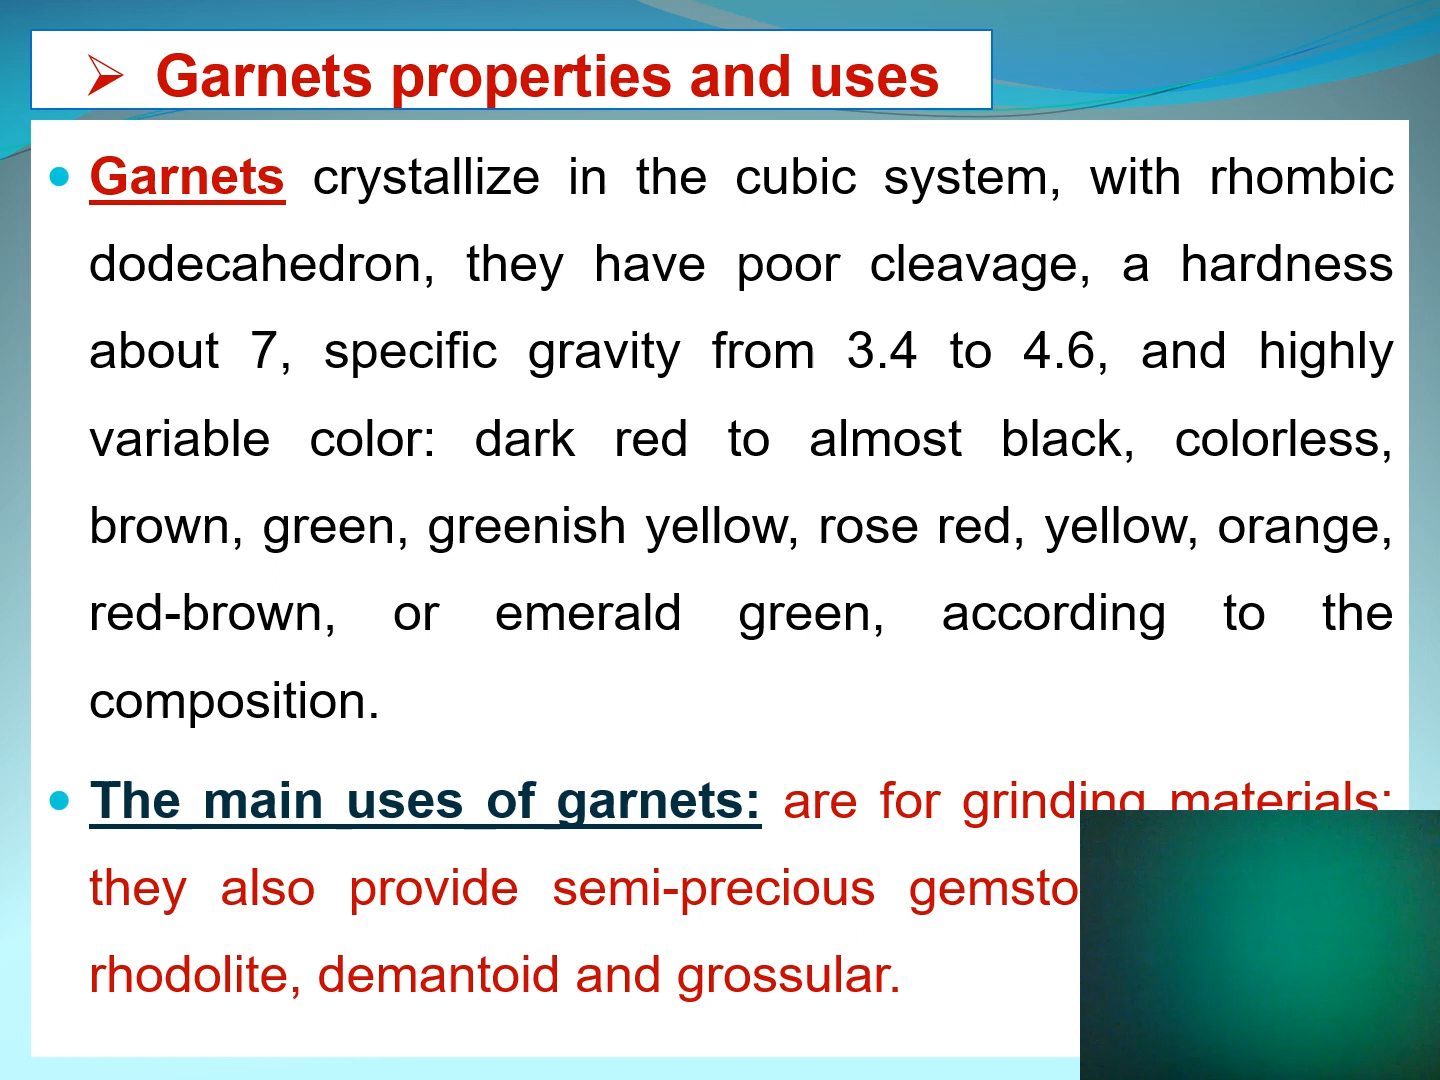 Garnets properties and uses
Garnets crystallize in the cubic system, with rhombic
dodecahedron, they have poor cleavage, a hardness
about 7, specific gravity from 3.4 to 4.6, and highly
variable color: dark red to almost black, colorless,
brown, green, greenish yellow, rose red, yellow, orange,
red-brown, or emerald green, according to the
composition.
The main uses of garnets: are for grinding materials;
they also provide semi-precious
rhodolite, demantoid and grossular.